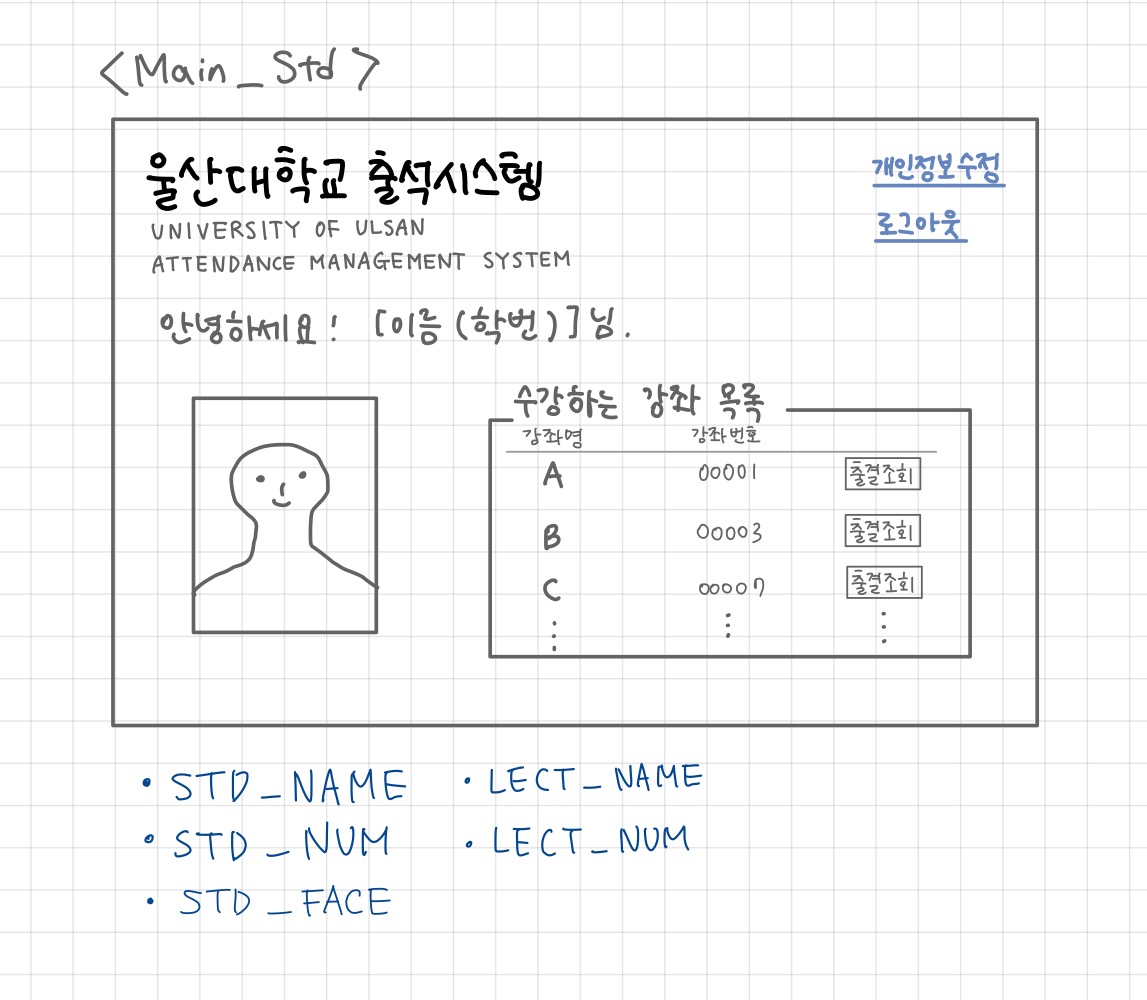 <Main_Std>
울산대학교 출석시스템
개인정보수정
UNIVERSITY OF ULSAN
로그아웃
ATTENDANCE MANAGEMENT SYSTEM
안녕하세요! [이름(학번)]님.
수강하는 강좌 목록
강좌명 강좌번호
A 00001 출결조회
B 00003 출결조회
C 00007 출결조회
• STD_NAME • LECT_NAME
• STD_NUM • LECT_NUM
• STD_FACE